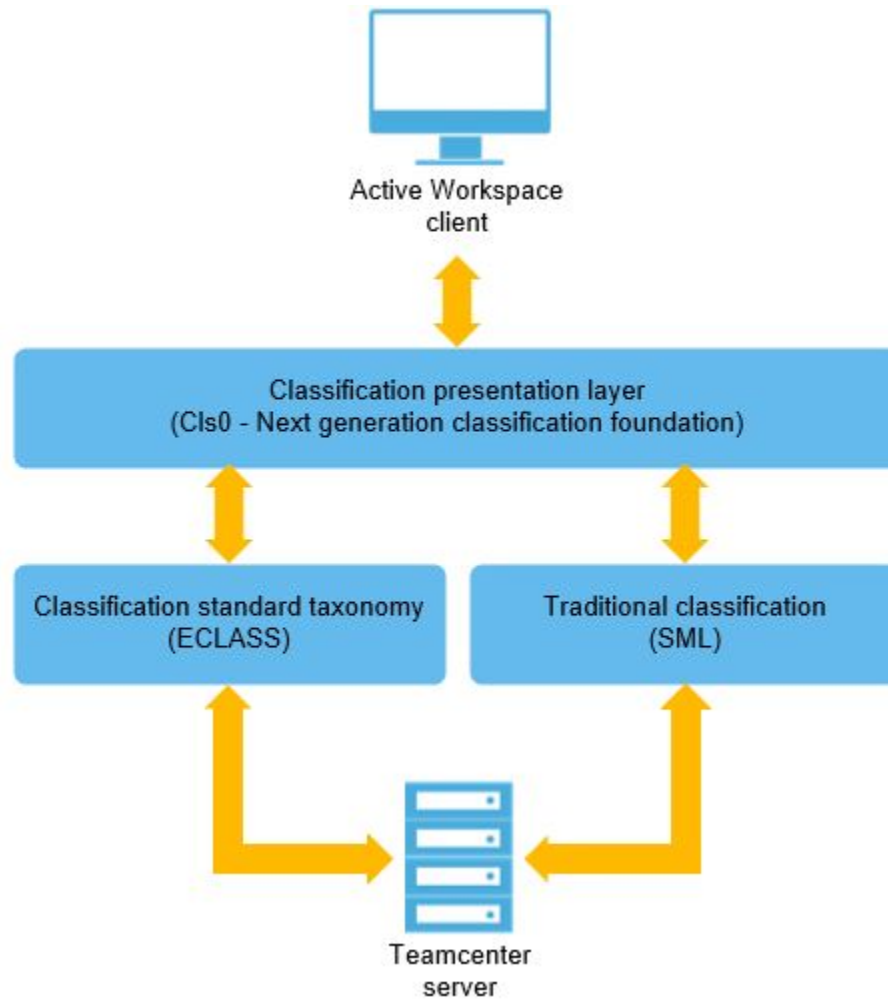 Active Workspace
client
Classification presentation layer
(Cls0 - Next generation classification foundation)
Classification standard taxonomy
(ECLASS)
Traditional classification
(SML)
Teamcenter
server